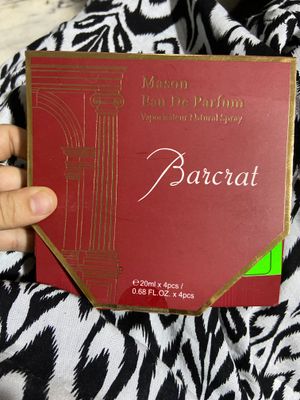 Mason
Eau De Parfum
Vaporisateur Natural Spray
Barcrat
℮20ml x 4pcs /
0.68 FL.OZ. x 4pcs